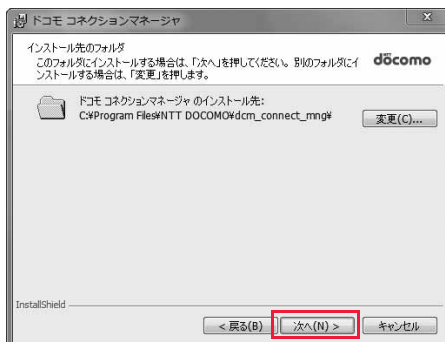 ドコモ コネクションマネージャ
インストール先のフォルダ
このフォルダにインストールする場合は、「次へ」を押してください。別のフォルダにイ
ンストールする場合は、「変更」を押します。
döcomo
ドコモ コネクションマネージャ のインストール先:
C:¥Program Files¥NTT DOCOMO¥dcm_connect_mng¥
変更(C)...
InstallShield
< 戻る(B)
次へ(N) >
キャンセル